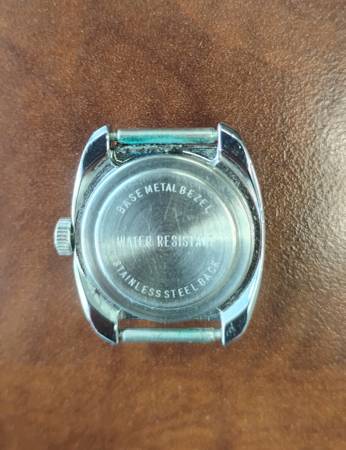 BASE METAL BEZEL
WATER RESISTANT
STAINLESS STEEL BACK